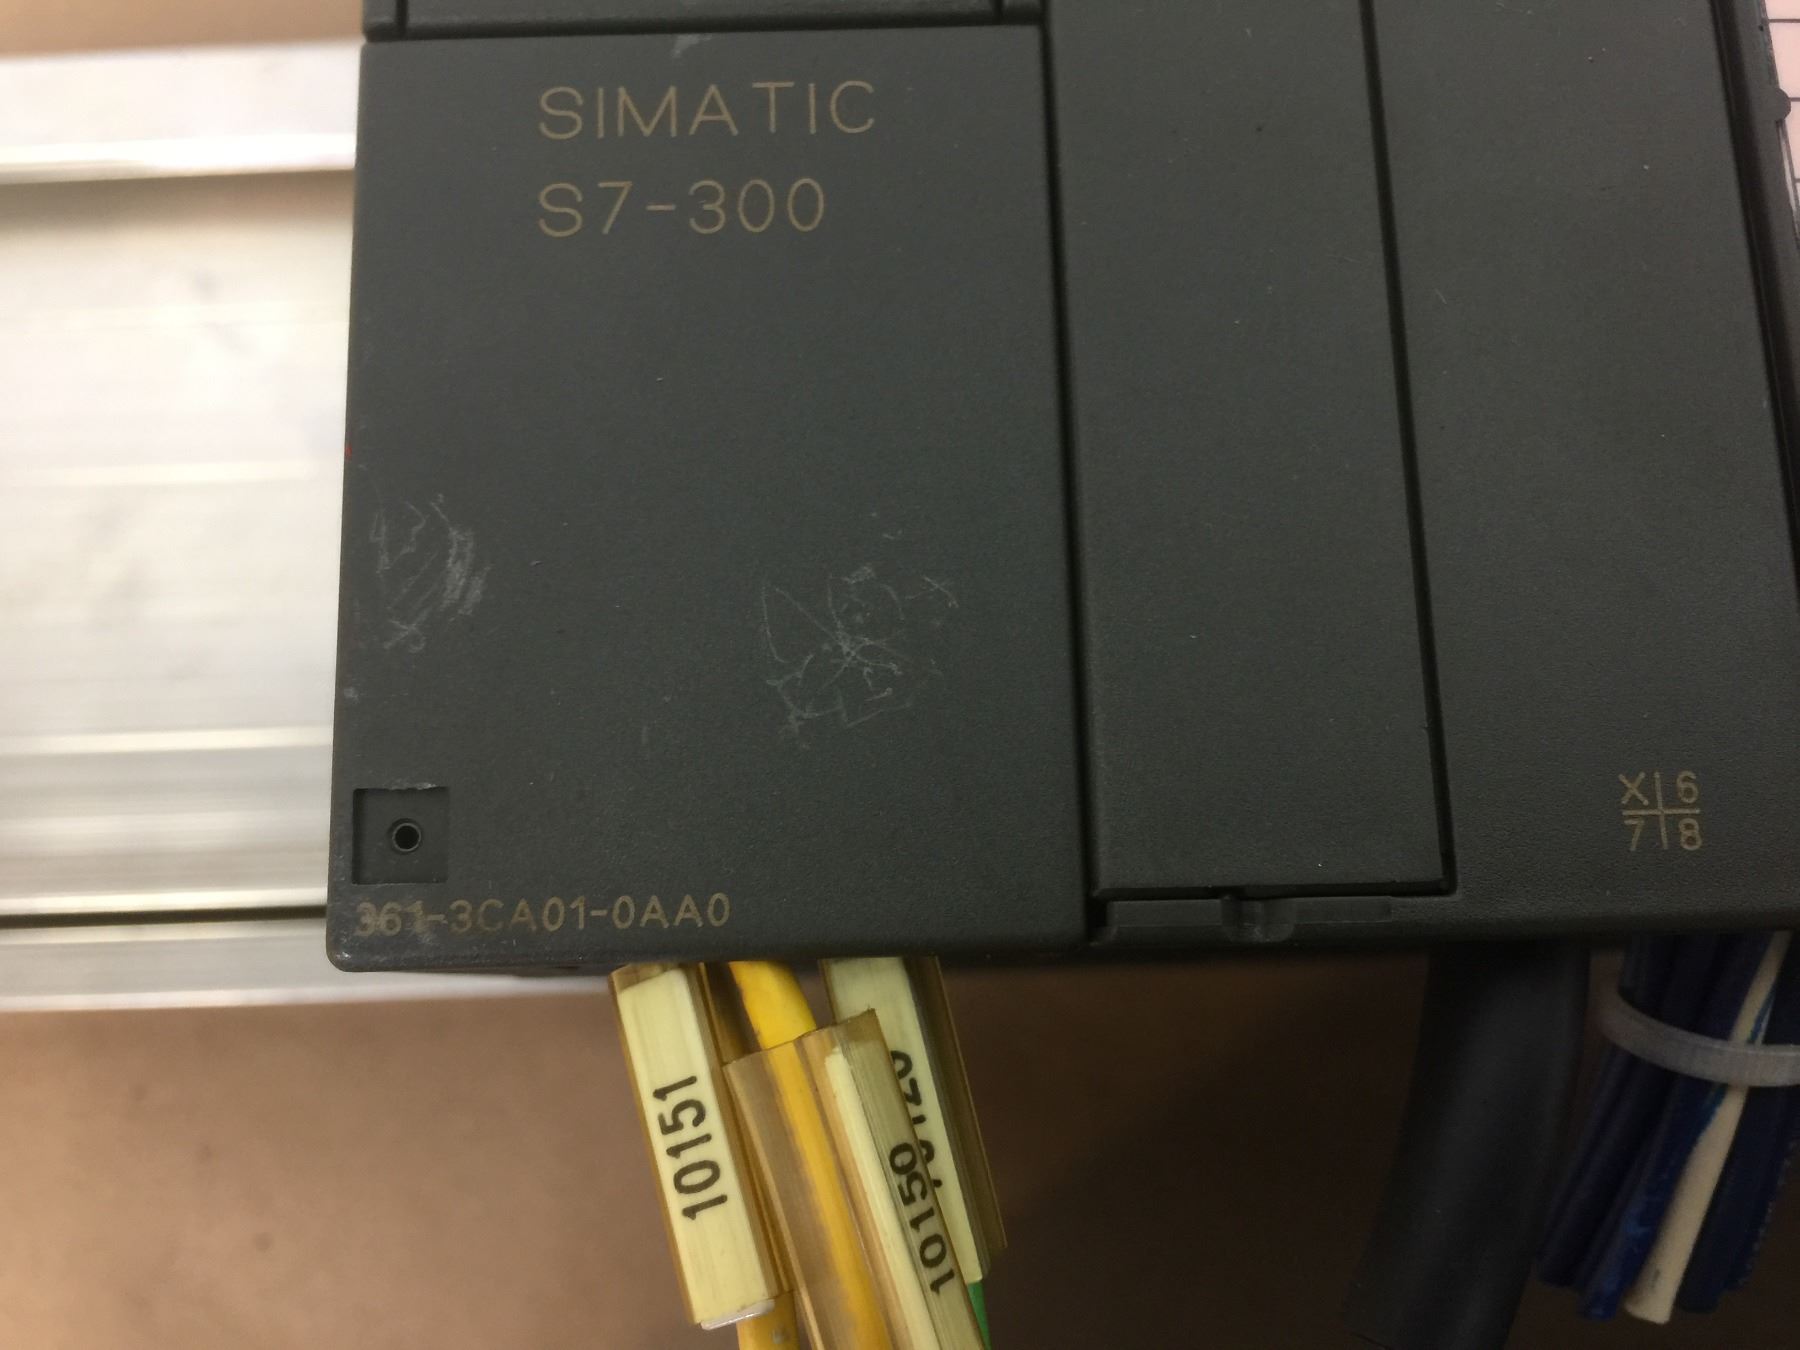 SIMATIC
S7-300
X 6
7 8
361-3CA01-0AA0
10151
10150